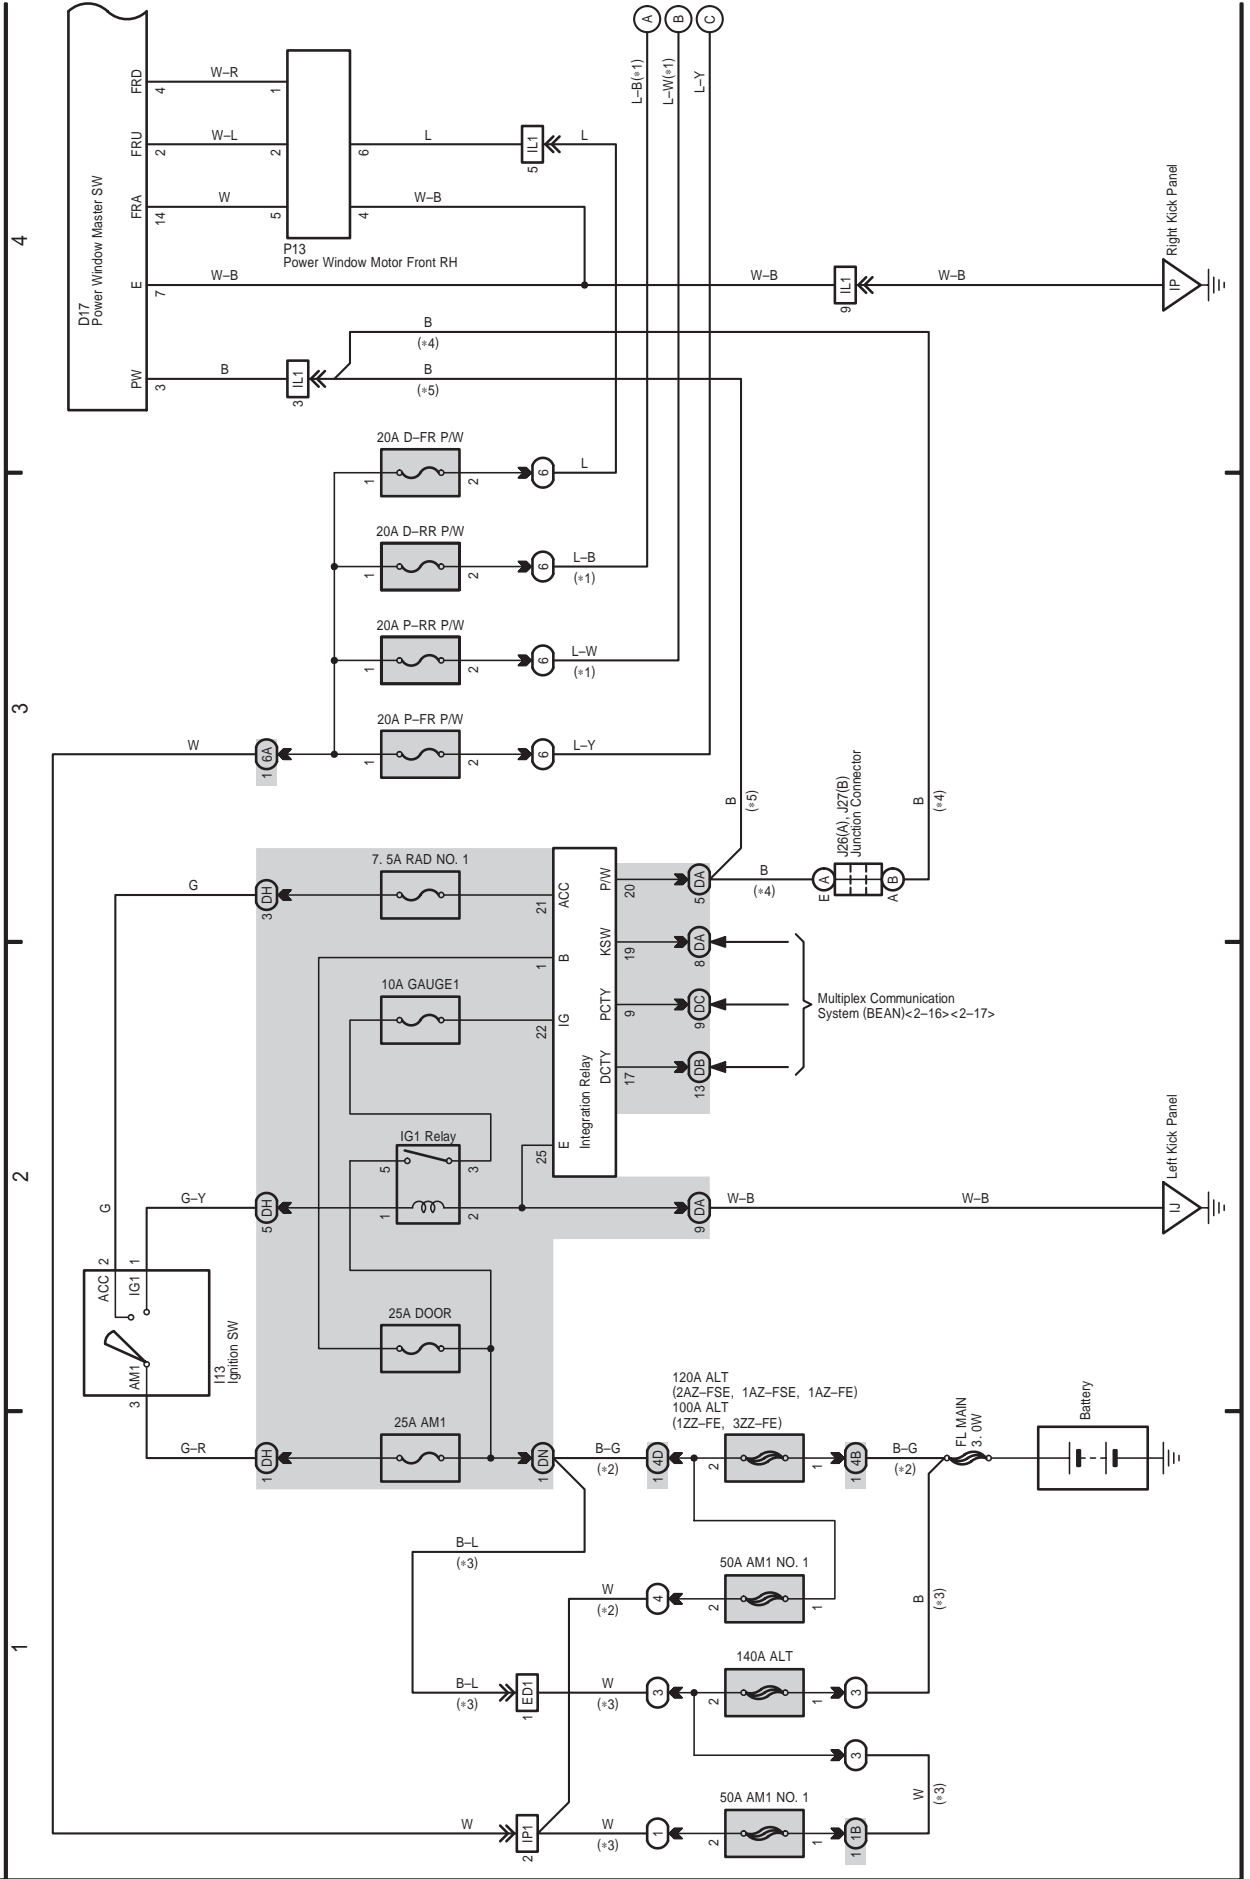 4
3
2
1
D17
Power Window Master SW
PW
E
FRA
FRU
FRD
3
7
14
2
4
B
W–B
W
W–L
W–R
5
2
1
P13
Power Window Motor Front RH
4
6
W–B
L
3 IL1
5 IL1
L
B
(∗4)
B
(∗5)
W–B
9 IL1
W–B
IP
Right Kick Panel
L–B(∗1)
L–W(∗1)
L–Y
A
B
C
20A D–FR P/W
1
2
6
L
20A D–RR P/W
1
2
6
L–B
(∗1)
20A P–RR P/W
1
2
6
L–W
(∗1)
20A P–FR P/W
1
2
6
L–Y
W
1 6A
B
(∗5)
B
(∗4)
J26(A), J27(B)
Junction Connector
E A
A B
B
(∗4)
G
3 DH
7. 5A RAD NO. 1
21
ACC
P/W
20
5 DA
1
B
KSW
19
8 DA
10A GAUGE1
22
IG
PCTY
9
9 DC
DCTY
17
13 DB
Multiplex Communication
System (BEAN)<2–16><2–17>
Integration Relay
25
E
IG1 Relay
5
3
1
2
G
G–Y
5 DH
9 DA
W–B
W–B
IJ
Left Kick Panel
ACC 2
IG1 1
3 AM1
I13
Ignition SW
25A DOOR
G–R
1 DH
25A AM1
1 DN
B–G
(∗2)
1 4D
120A ALT
(2AZ–FSE, 1AZ–FSE, 1AZ–FE)
100A ALT
(1ZZ–FE, 3ZZ–FE)
2
1
1 4B
B–G
(∗2)
FL MAIN
3. 0W
Battery
B–L
(∗3)
W
(∗2)
4
50A AM1 NO. 1
2
1
B–L
(∗3)
1 ED1
W
(∗3)
3
140A ALT
2
1
3
B
(∗3)
3
W
(∗3)
W
2 IP1
W
(∗3)
1
50A AM1 NO. 1
2
1
1 1B